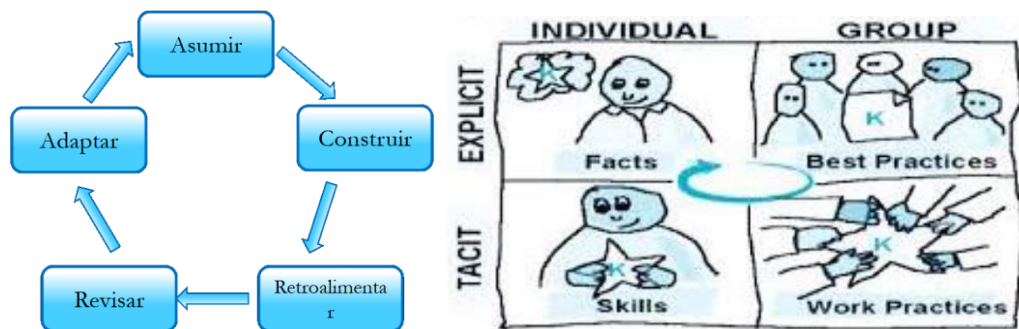 Asumir
Construir
Retroalimenta
r
Revisar
Adaptar
INDIVIDUAL
GROUP
EXPLICIT
K
Facts
K
Best Practices
TACIT
K
Skills
K
Work Practices